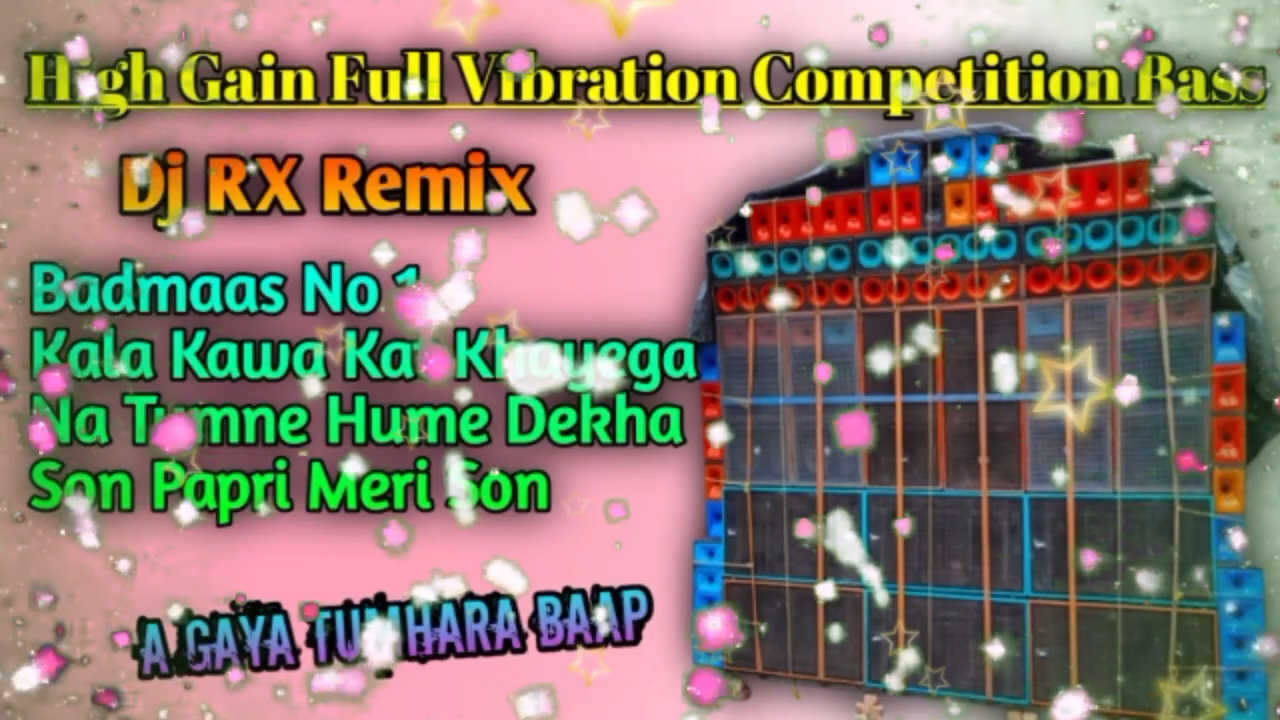 High Gain Full Vibration Competition Bass
Dj RX Remix
Badmaas No 1
Kala Kawa Kat Khayega
Na Tumne Hume Dekha
Son Papri Meri Son
A GAYA TUMHARA BAAP